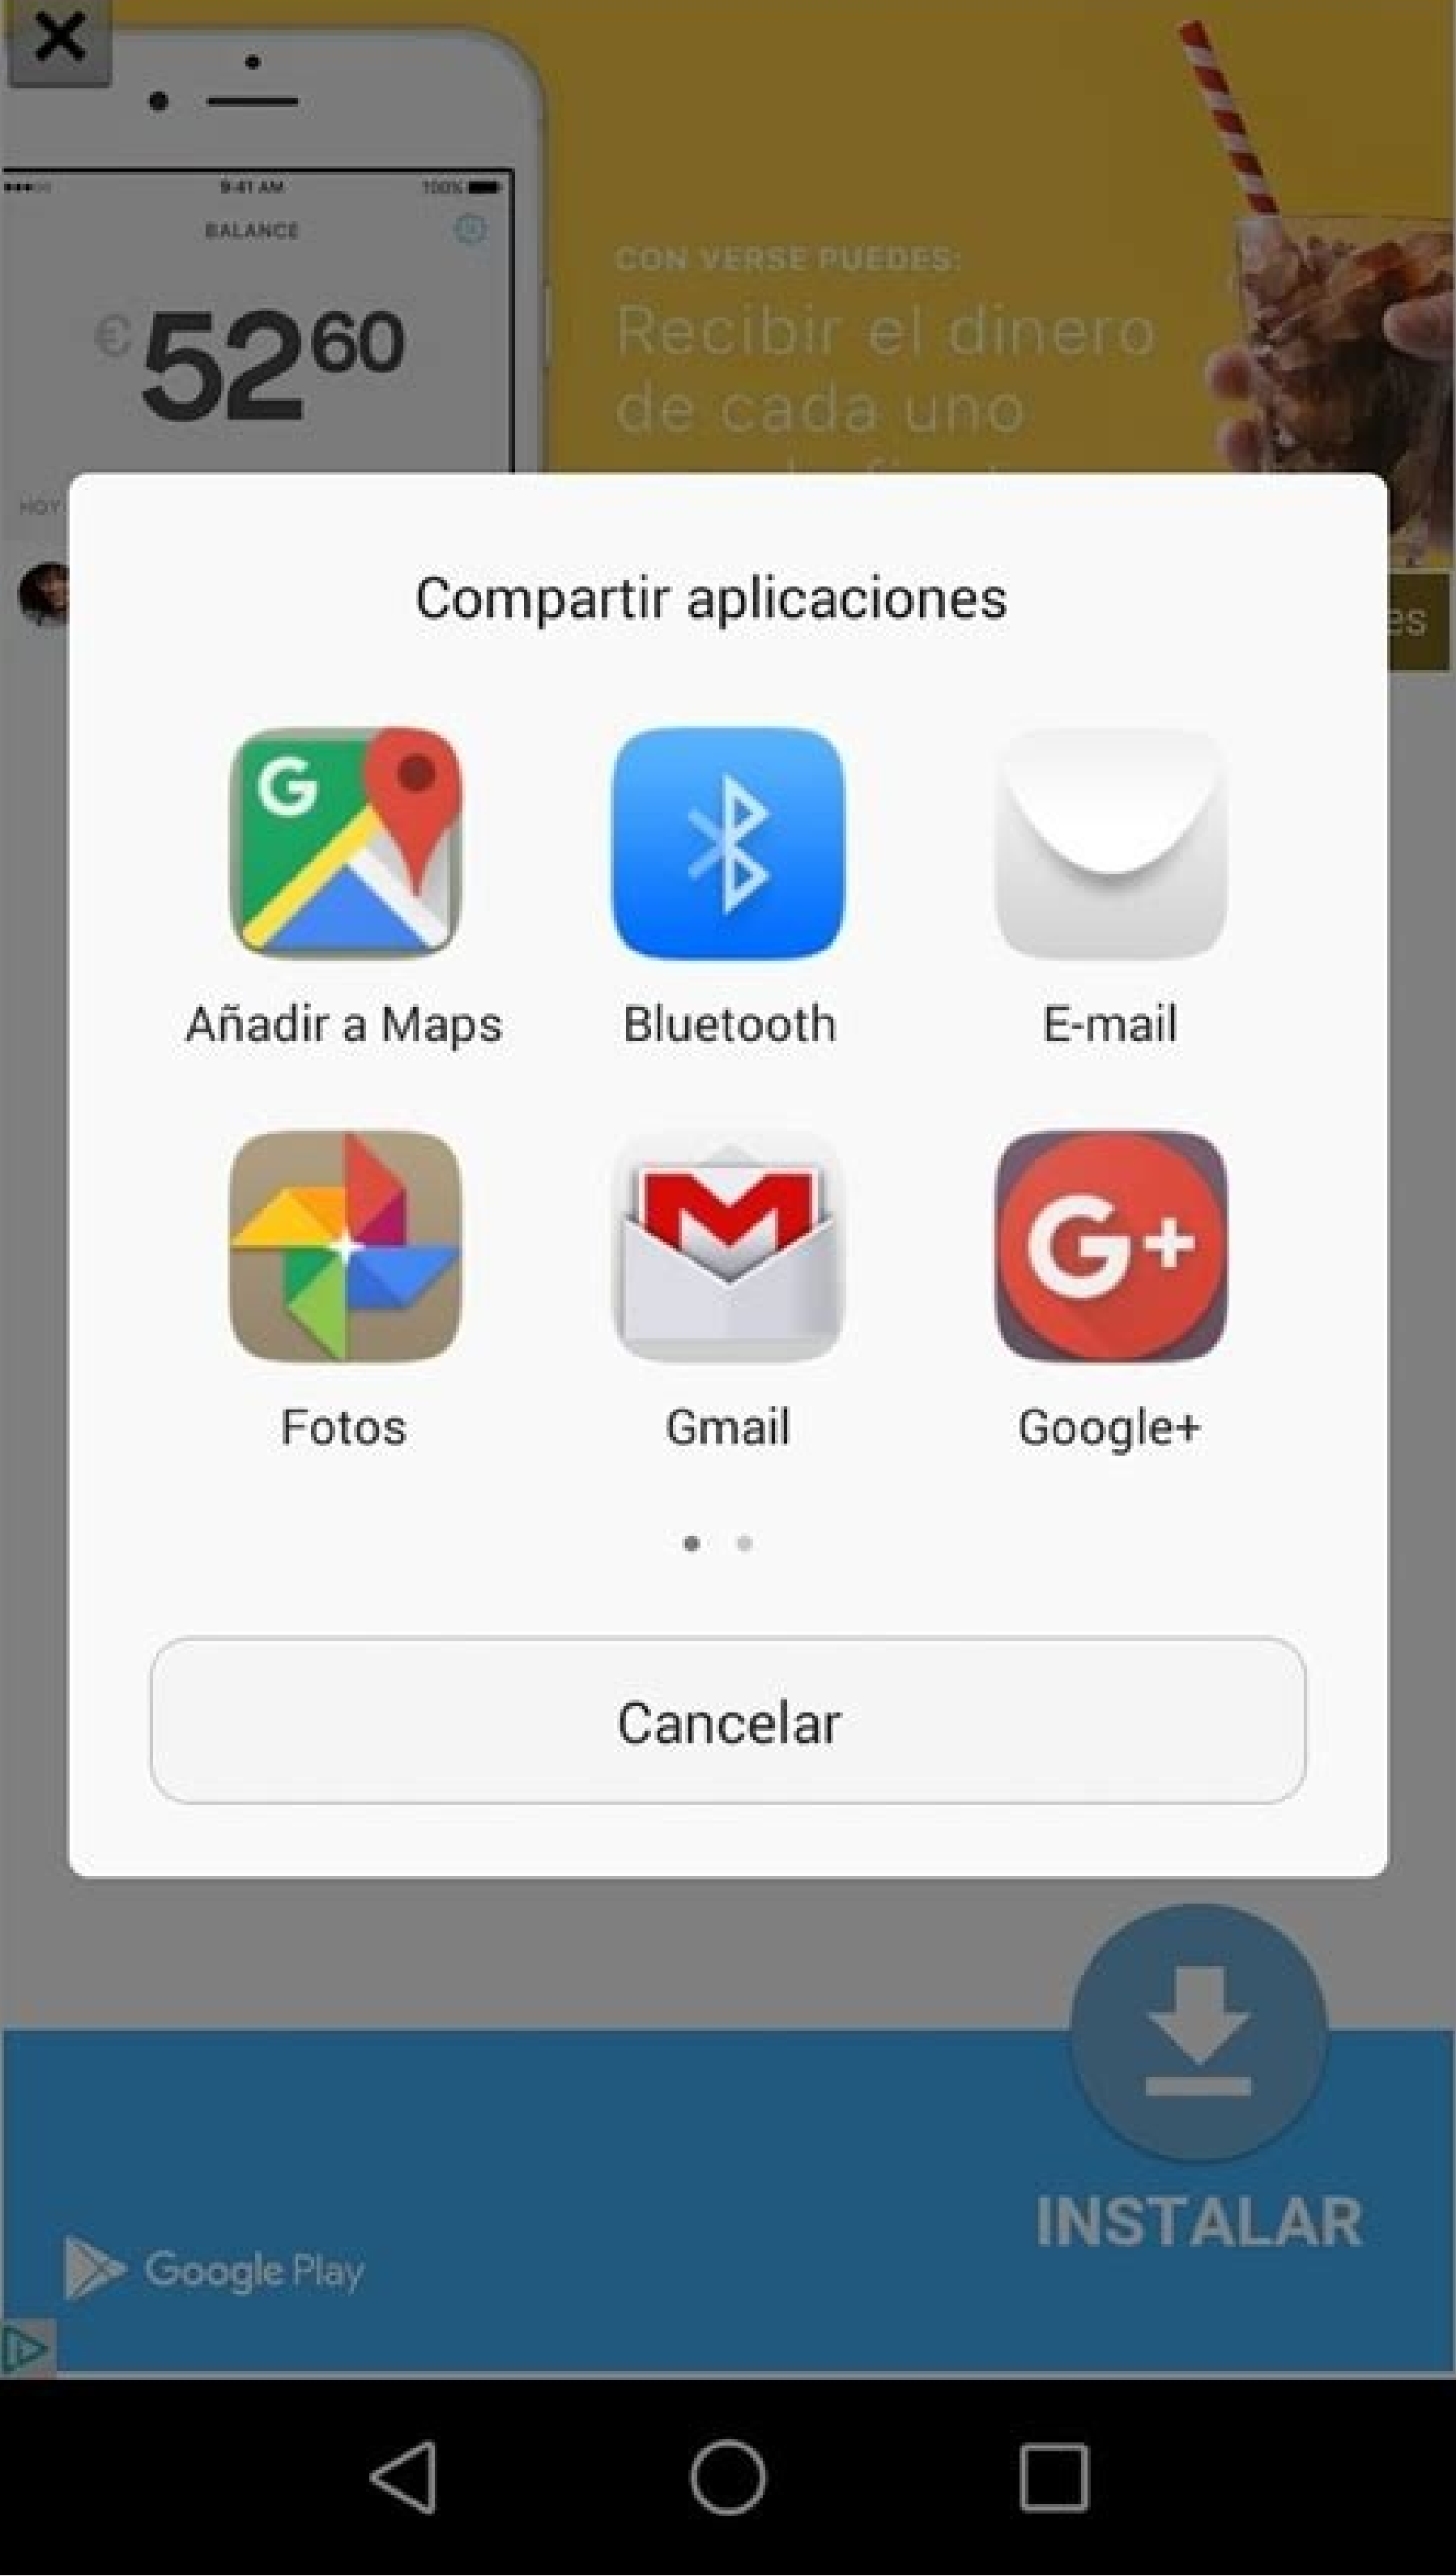 9:41 AM
100%
BALANCE
€52 60
CON VERSE PUEDES:
Recibir el dinero
de cada uno
HOY
es
Compartir aplicaciones
G
Añadir a Maps
Bluetooth
E-mail
G+
Fotos
Gmail
Google+
Cancelar
INSTALAR
Google Play